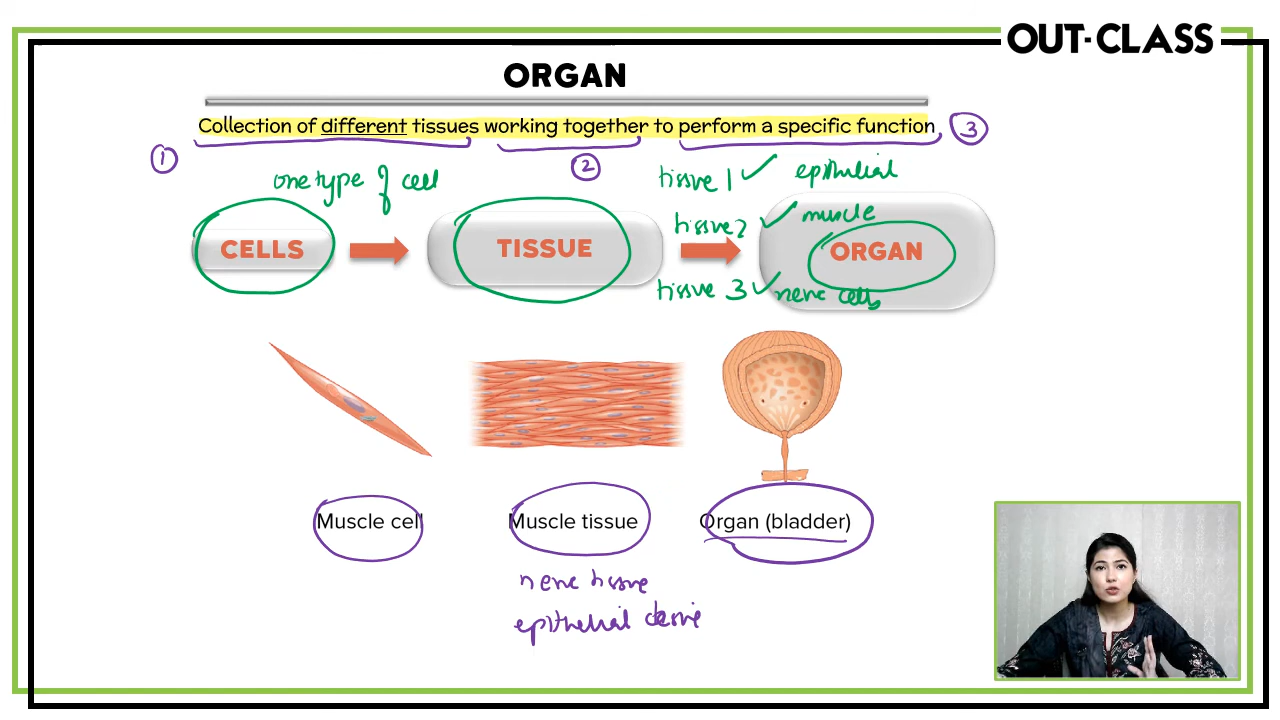 OUT-CLASS
ORGAN
Collection of different tissues working together to perform a specific function
1
2
3
one type of cell
tissue 1 epithelial
tissue 2 muscle
tissue 3 nerve cells
CELLS
TISSUE
ORGAN
Muscle cell
Muscle tissue
Organ (bladder)
nerve tissue
epithelial